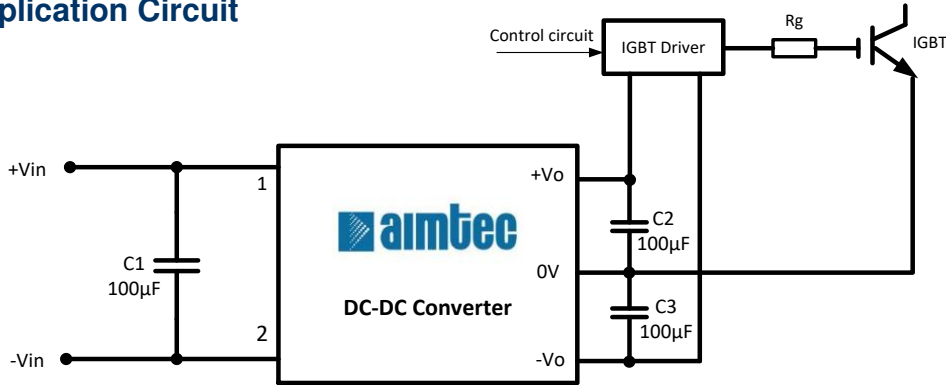 plication Circuit
Control circuit
IGBT Driver
Rg
IGBT
+Vin
1
+Vo
C2
100µF
aimtec
C1
100µF
0V
DC-DC Converter
C3
100µF
2
-Vin
-Vo